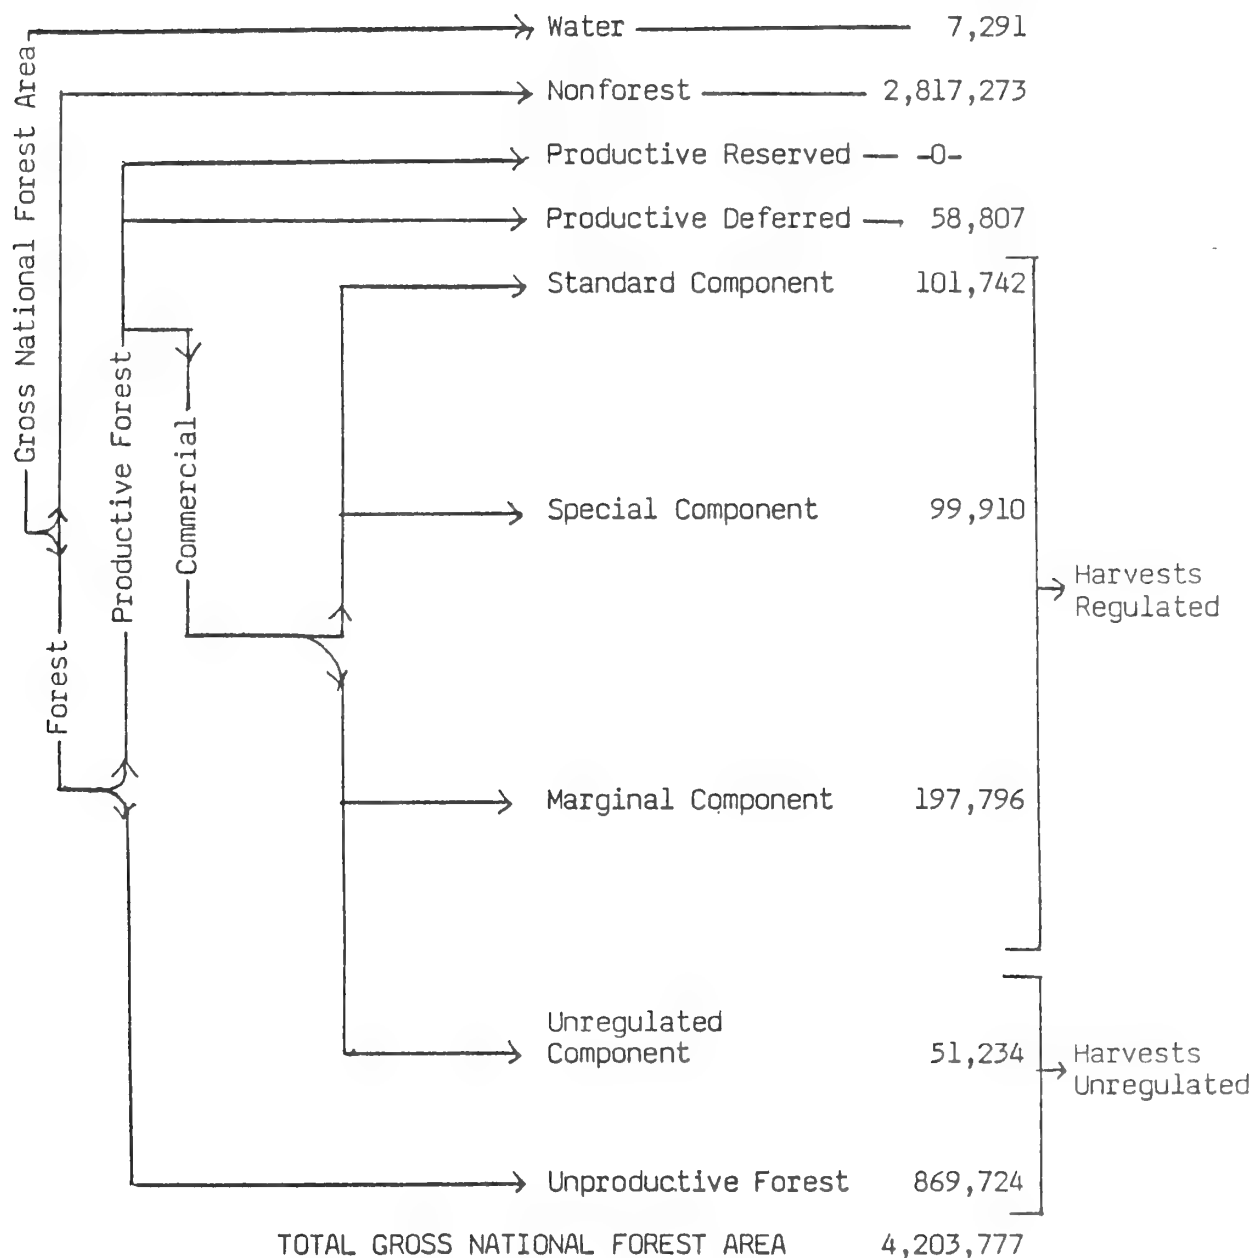 Water 7,291
Nonforest 2,817,273
Productive Reserved -0-
Productive Deferred 58,807
Standard Component 101,742
Special Component 99,910
Marginal Component 197,796
Unregulated
Component 51,234
Unproductive Forest 869,724
TOTAL GROSS NATIONAL FOREST AREA 4,203,777
Gross National Forest Area
Forest
Productive Forest
Commercial
Harvests
Regulated
Harvests
Unregulated